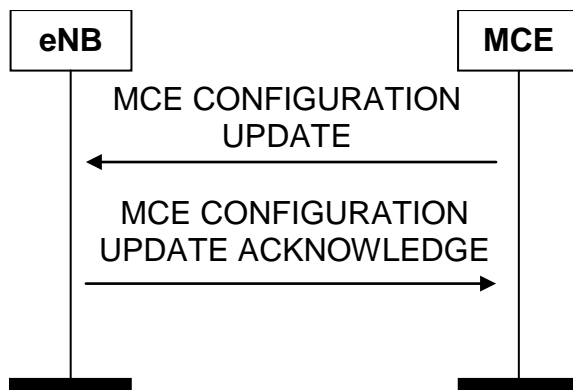 eNB
MCE
MCE CONFIGURATION
UPDATE
MCE CONFIGURATION
UPDATE ACKNOWLEDGE